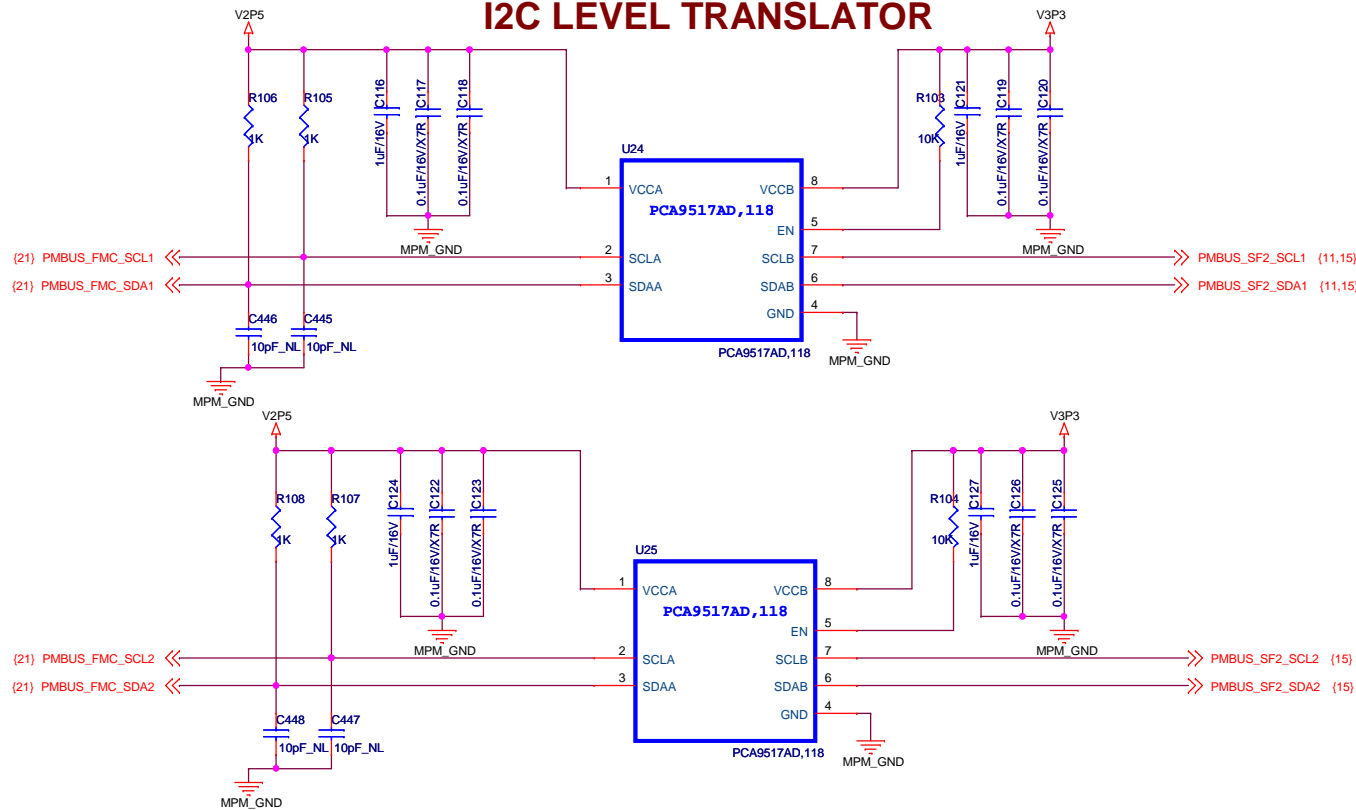 I2C LEVEL TRANSLATOR
V2P5
V3P3
R106
1K
R105
1K
C116
1uF/16V
C117
0.1uF/16V/X7R
C118
0.1uF/16V/X7R
R103
10K
C121
1uF/16V
C119
0.1uF/16V/X7R
C120
0.1uF/16V/X7R
U24
1 VCCA
VCCB 8
PCA9517AD,118
EN 5
MPM_GND
MPM_GND
{21} PMBUS_FMC_SCL1
2 SCLA
SCLB 7
PMBUS_SF2_SCL1 {11,15}
{21} PMBUS_FMC_SDA1
3 SDAA
SDAB 6
PMBUS_SF2_SDA1 {11,15}
GND 4
C446
10pF_NL
C445
10pF_NL
PCA9517AD,118
MPM_GND
MPM_GND
V2P5
V3P3
R108
1K
R107
1K
C124
1uF/16V
C122
0.1uF/16V/X7R
C123
0.1uF/16V/X7R
R104
10K
C127
1uF/16V
C126
0.1uF/16V/X7R
C125
0.1uF/16V/X7R
U25
1 VCCA
VCCB 8
PCA9517AD,118
EN 5
MPM_GND
MPM_GND
{21} PMBUS_FMC_SCL2
2 SCLA
SCLB 7
PMBUS_SF2_SCL2 {15}
{21} PMBUS_FMC_SDA2
3 SDAA
SDAB 6
PMBUS_SF2_SDA2 {15}
GND 4
C448
10pF_NL
C447
10pF_NL
PCA9517AD,118
MPM_GND
MPM_GND